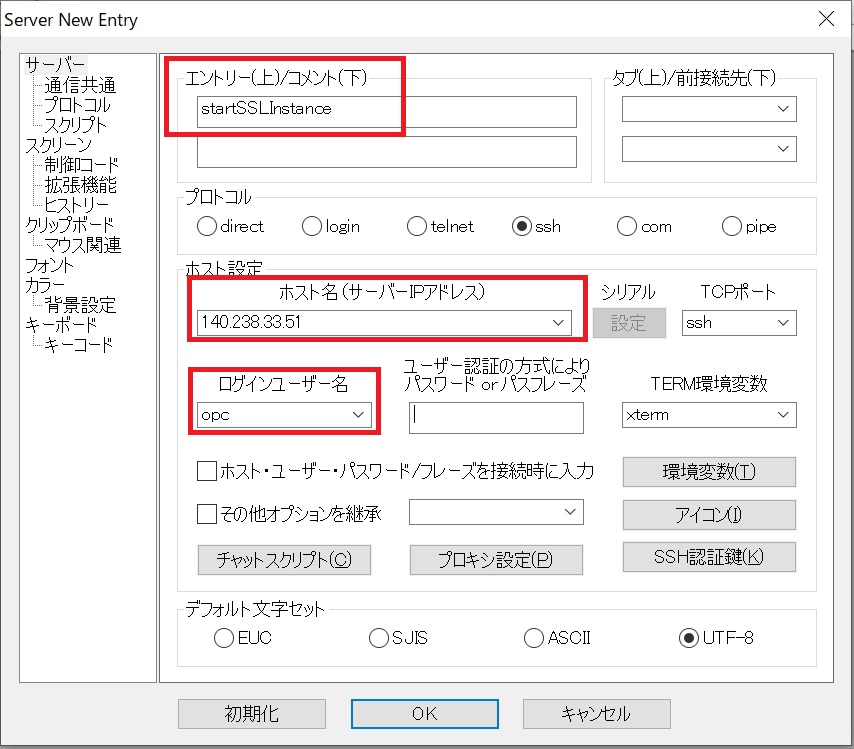 Server New Entry
サーバー
通信共通
プロトコル
スクリプト
スクリーン
制御コード
拡張機能
ヒストリー
クリップボード
マウス関連
フォント
カラー
背景設定
キーボード
キーコード
エントリー(上)/コメント(下)
startSSLInstance
タブ(上)/前接続先(下)
プロトコル
direct
login
telnet
ssh
com
pipe
ホスト設定
ホスト名(サーバーIPアドレス)
シリアル
TCPポート
140.238.33.51
設定
ssh
ログインユーザー名
ユーザー認証の方式により
パスワード orパスフレーズ
TERM環境変数
opc
xterm
ホスト・ユーザー・パスワード/フレーズを接続時に入力
環境変数(T)
その他オプションを継承
アイコン(I)
チャットスクリプト(C)
プロキシ設定(P)
SSH認証鍵(K)
デフォルト文字セット
EUC
SJIS
ASCII
UTF-8
初期化
OK
キャンセル